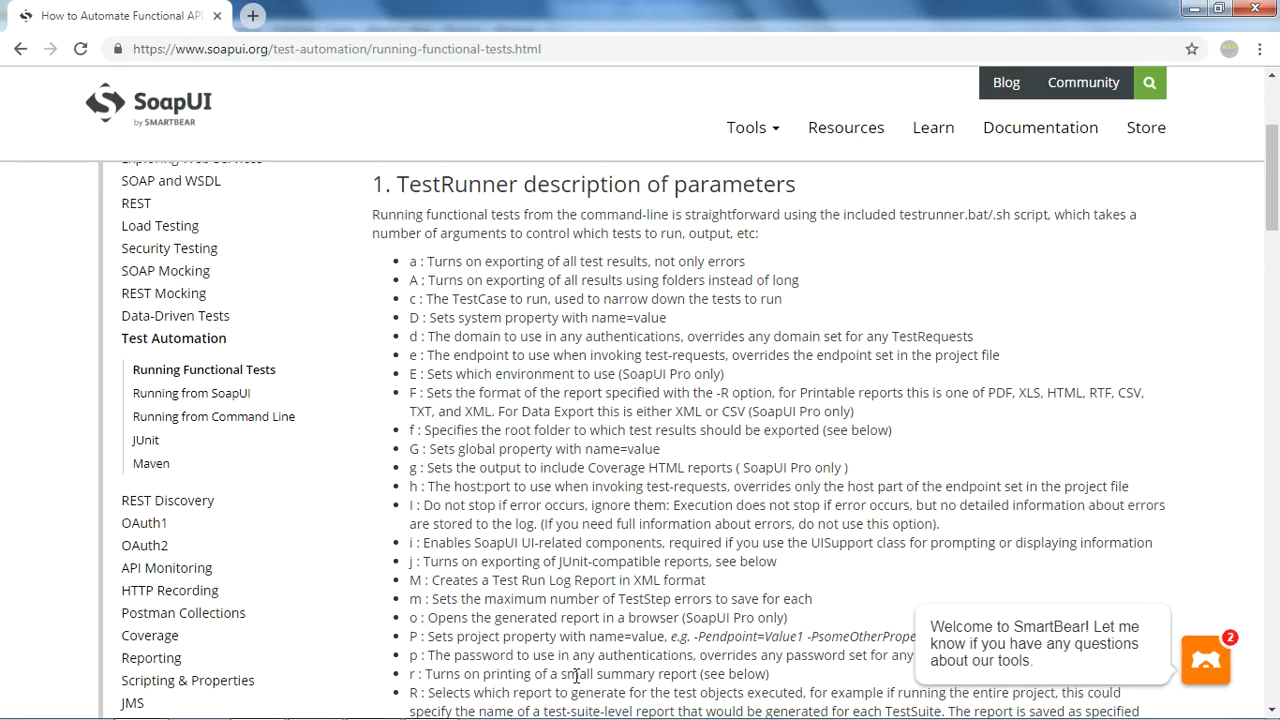 How to Automate Functional API
https://www.soapui.org/test-automation/running-functional-tests.html
SoapUI
by SMARTBEAR
Blog
Community
Tools
Resources
Learn
Documentation
Store
SOAP and WSDL
REST
Load Testing
Security Testing
SOAP Mocking
REST Mocking
Data-Driven Tests
Test Automation
Running Functional Tests
Running from SoapUI
Running from Command Line
JUnit
Maven
REST Discovery
OAuth1
OAuth2
API Monitoring
HTTP Recording
Postman Collections
Coverage
Reporting
Scripting & Properties
JMS
1. TestRunner description of parameters
Running functional tests from the command-line is straightforward using the included testrunner.bat/.sh script, which takes a
number of arguments to control which tests to run, output, etc:
a : Turns on exporting of all test results, not only errors
A : Turns on exporting of all results using folders instead of long
c : The TestCase to run, used to narrow down the tests to run
D : Sets system property with name=value
d : The domain to use in any authentications, overrides any domain set for any TestRequests
e : The endpoint to use when invoking test-requests, overrides the endpoint set in the project file
E : Sets which environment to use (SoapUI Pro only)
F : Sets the format of the report specified with the -R option, for Printable reports this is one of PDF, XLS, HTML, RTF, CSV,
TXT, and XML. For Data Export this is either XML or CSV (SoapUI Pro only)
f : Specifies the root folder to which test results should be exported (see below)
G : Sets global property with name=value
g : Sets the output to include Coverage HTML reports ( SoapUI Pro only )
h : The host:port to use when invoking test-requests, overrides only the host part of the endpoint set in the project file
I : Do not stop if error occurs, ignore them: Execution does not stop if error occurs, but no detailed information about errors
are stored to the log. (If you need full information about errors, do not use this option).
i : Enables SoapUI UI-related components, required if you use the UISupport class for prompting or displaying information
j : Turns on exporting of JUnit-compatible reports, see below
M : Creates a Test Run Log Report in XML format
m : Sets the maximum number of TestStep errors to save for each
o : Opens the generated report in a browser (SoapUI Pro only)
P : Sets project property with name=value, e.g. -Pendpoint=Value1 -PsomeOtherPrope
p : The password to use in any authentications, overrides any password set for any
r : Turns on printing of a small summary report (see below)
R : Selects which report to generate for the test objects executed, for example if running the entire project, this could
specify the name of a test-suite-level report that would be generated for each TestSuite. The report is saved as specified
Welcome to SmartBear! Let me
know if you have any questions
about our tools.
2